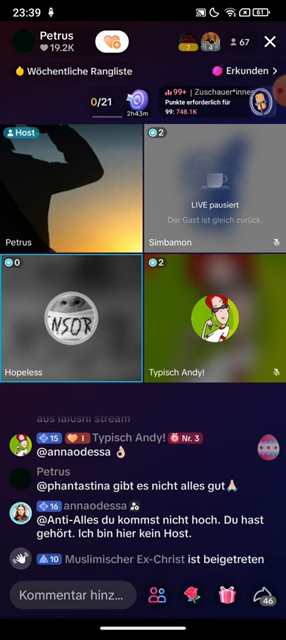 23:39
61
Petrus
19.2K
7
4
67
Wöchentliche Rangliste
Erkunden >
0/21
2h43m
99+ | Zuschauer*innen
Punkte erforderlich für
99: 748.1K
Host
Petrus
2
LIVE pausiert
Der Gast ist gleich zurück.
Simbamon
0
NSOR
Hopeless
2
Typisch Andy!
15 I Typisch Andy! Nr. 3
@annaodessa 👌🏼
Petrus
@phantastina gibt es nicht alles gut🙏🏼
16 annaodessa
@Anti-Alles du kommst nicht hoch. Du hast
gehört. Ich bin hier kein Host.
10 Muslimischer Ex-Christ ist beigetreten
Kommentar hinz...
46